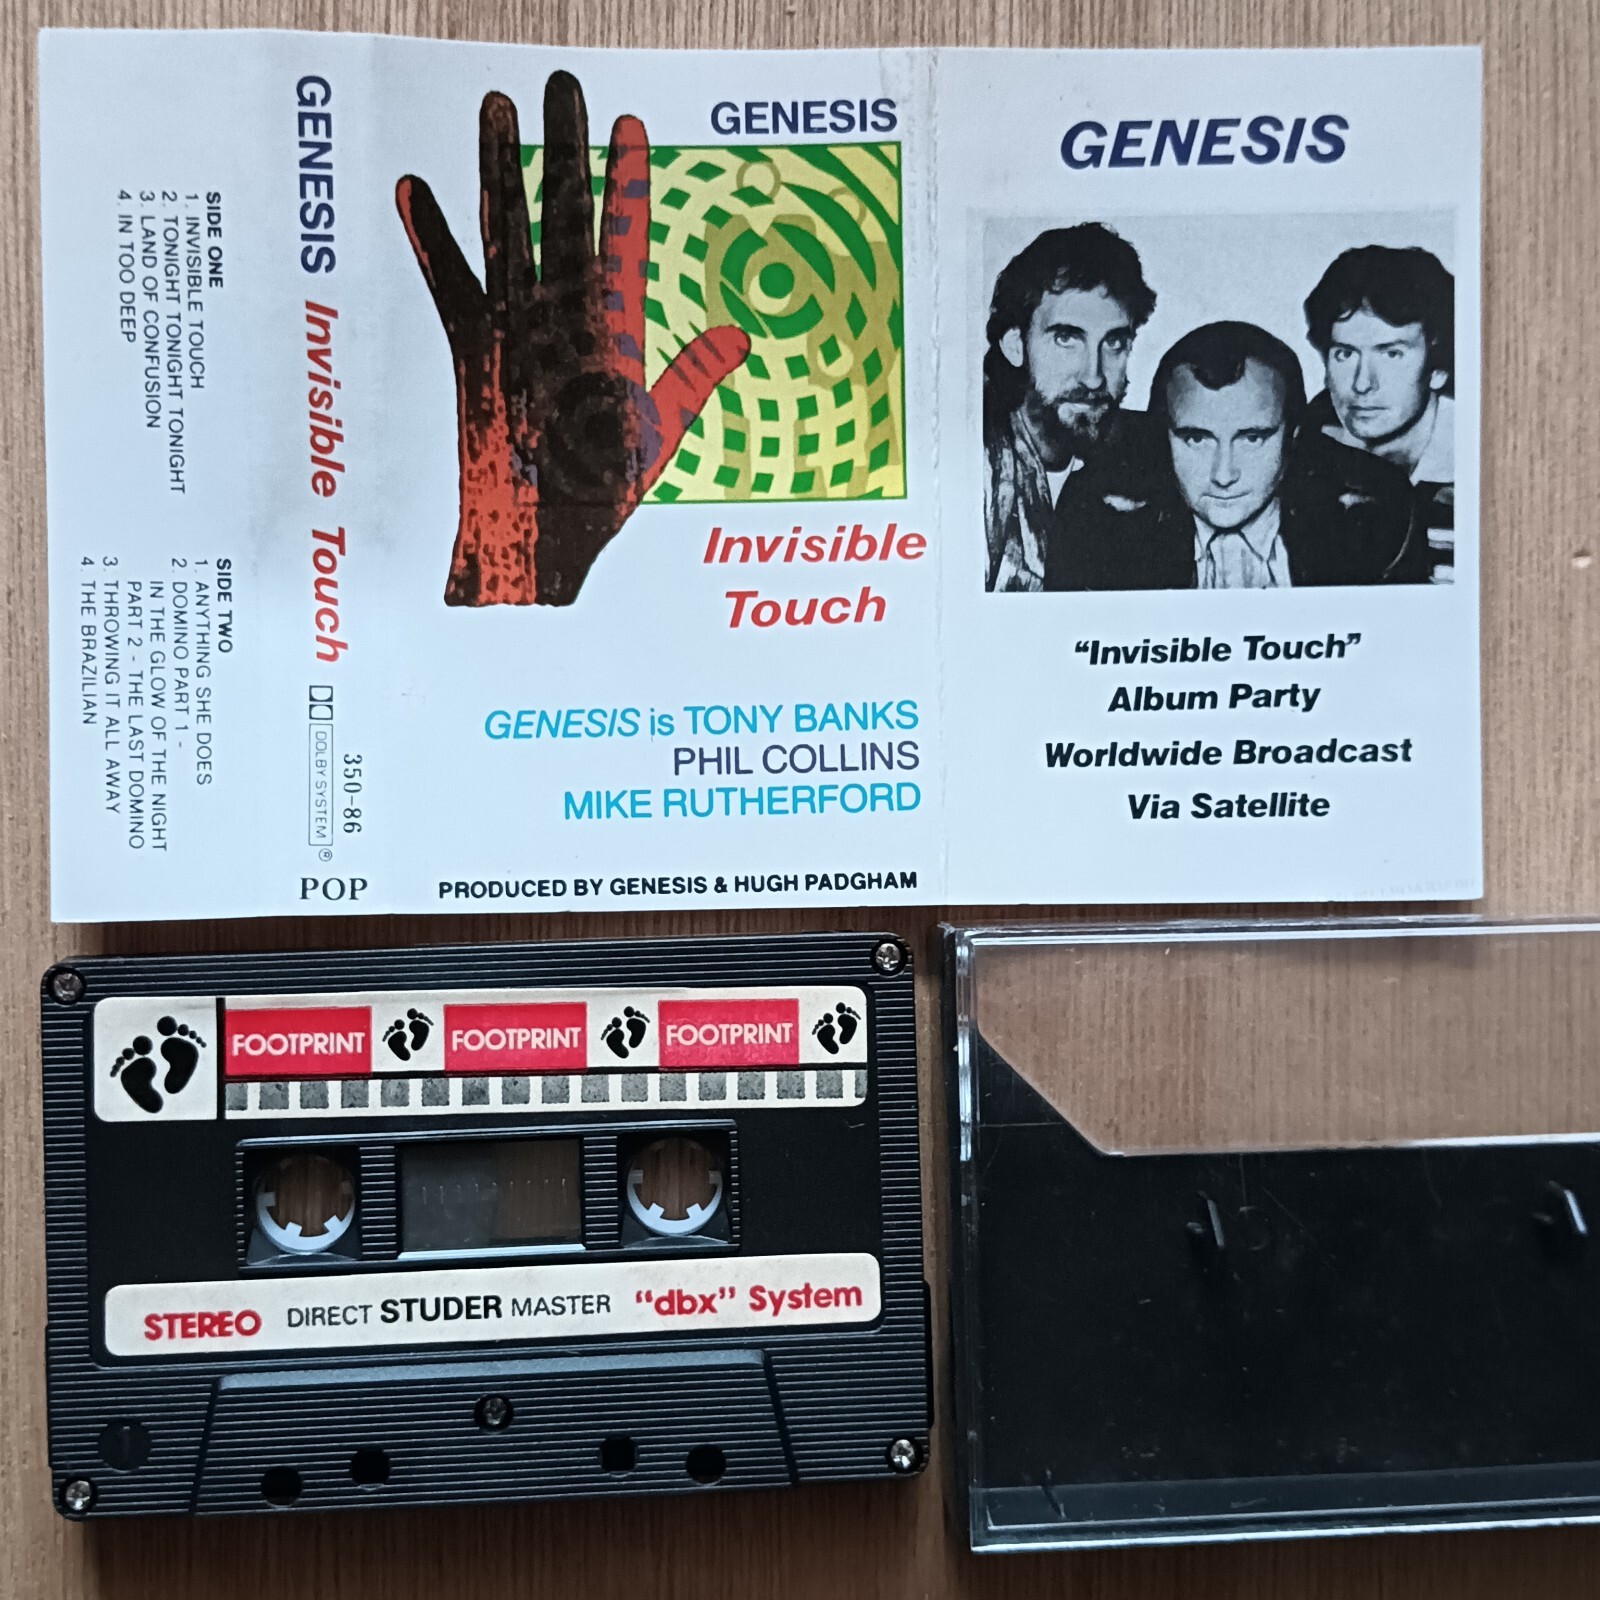 SIDE ONE
1. INVISIBLE TOUCH
2. TONIGHT TONIGHT TONIGHT
3. LAND OF CONFUSION
4. IN TOO DEEP
SIDE TWO
1. ANYTHING SHE DOES
2. DOMINO PART 1 -
IN THE GLOW OF THE NIGHT
PART 2 - THE LAST DOMINO
3. THROWING IT ALL AWAY
4. THE BRAZILIAN
GENESIS Invisible Touch
DOLBY SYSTEM ®
350-86
POP
GENESIS
Invisible
Touch
GENESIS is TONY BANKS
PHIL COLLINS
MIKE RUTHERFORD
PRODUCED BY GENESIS & HUGH PADGHAM
GENESIS
“Invisible Touch”
Album Party
Worldwide Broadcast
Via Satellite
FOOTPRINT FOOTPRINT FOOTPRINT
STEREO DIRECT STUDER MASTER “dbx” System
1